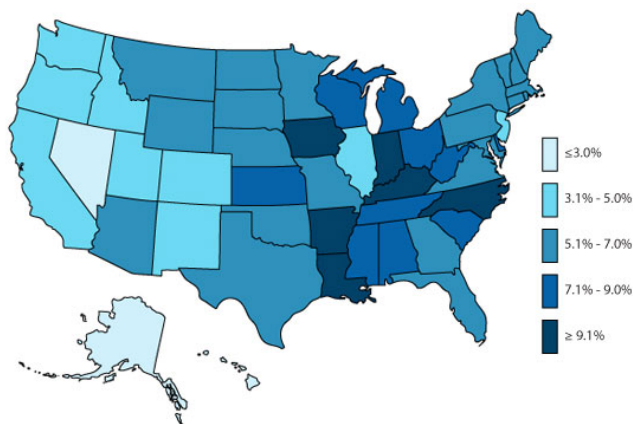 ≤3.0%
3.1% - 5.0%
5.1% - 7.0%
7.1% - 9.0%
≥ 9.1%